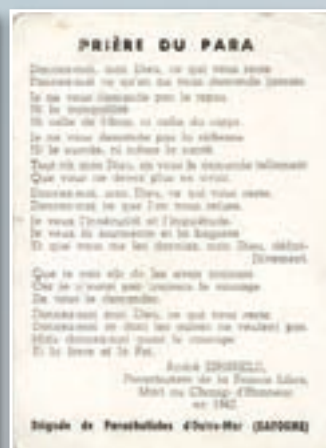 PRIÈRE DU PARA
Donnez-moi, mon Dieu, ce qui vous reste
Donnez-moi ce qu'on ne vous demande jamais.
Je ne vous demande pas le repos
Ni la tranquillité
Ni celle de l'âme, ni celle du corps.
Je ne vous demande pas la richesse
Ni le succès, ni même la santé
Tout ça mon Dieu, on vous le demande tellement
Que vous ne devez plus en avoir.
Donnez-moi, mon Dieu, ce qui vous reste.
Donnez-moi ce que l'on vous refuse.
Je veux l'insécurité et l'inquiétude.
Je veux la tourmente et la bagarre
Et que vous me les donniez, mon Dieu, défini-
tivement.
Que je sois sûr de les avoir toujours
Car je n'aurai pas toujours le courage
De vous le demander.
Donnez-moi, mon Dieu, ce qui vous reste
Donnez-moi ce dont les autres ne veulent pas
Mais donnez-moi aussi le courage
Et la force et la Foi.
André ZIRNHELD,
Parachutiste de la France Libre,
Mort au Champ d'Honneur
en 1942
Brigade de Parachutistes d'Outre-Mer (BAYONNE)